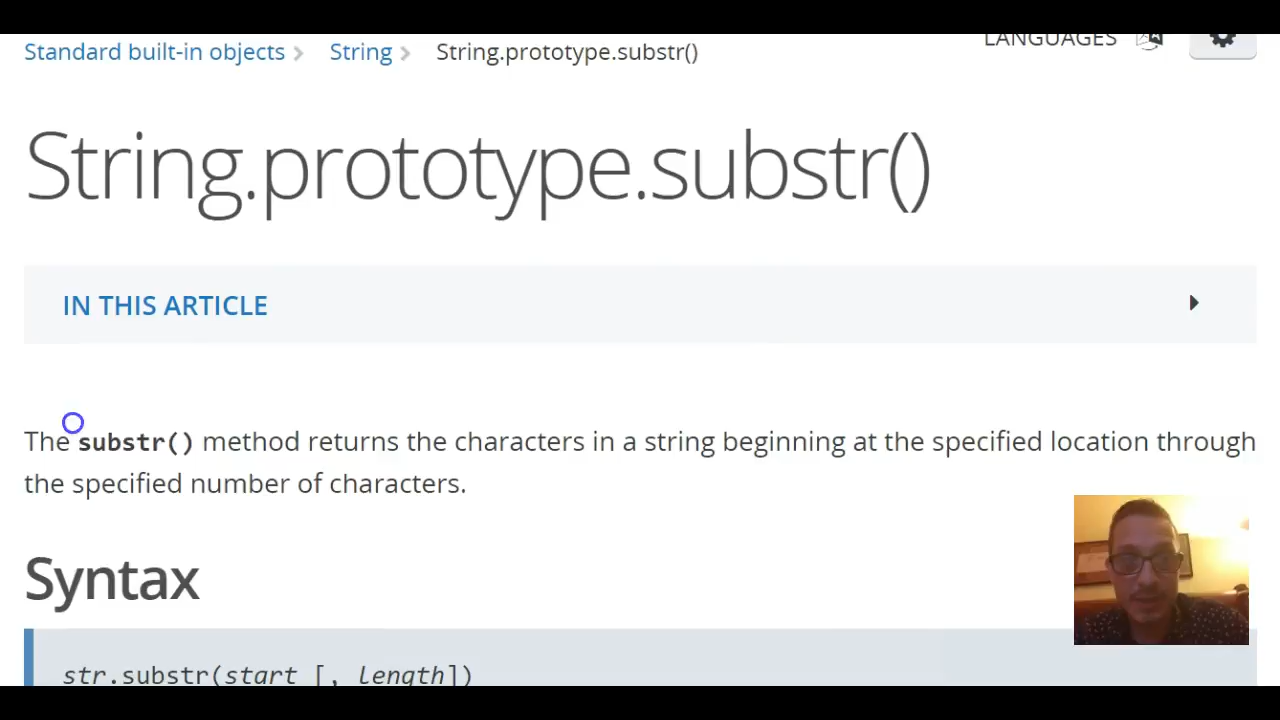 Standard built-in objects String String.prototype.substr() LANGUAGES
String.prototype.substr()
IN THIS ARTICLE
The substr() method returns the characters in a string beginning at the specified location through
the specified number of characters.
Syntax
str.substr(start [, length])